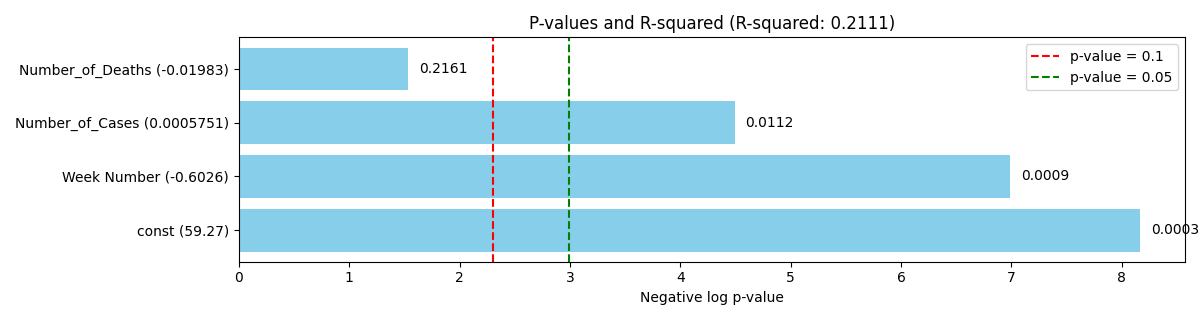 P-values and R-squared (R-squared: 0.2111)
Number_of_Deaths (-0.01983)
0.2161
Number_of_Cases (0.0005751)
0.0112
Week Number (-0.6026)
0.0009
const (59.27)
0.0003
p-value = 0.1
p-value = 0.05
0 1 2 3 4 5 6 7 8
Negative log p-value